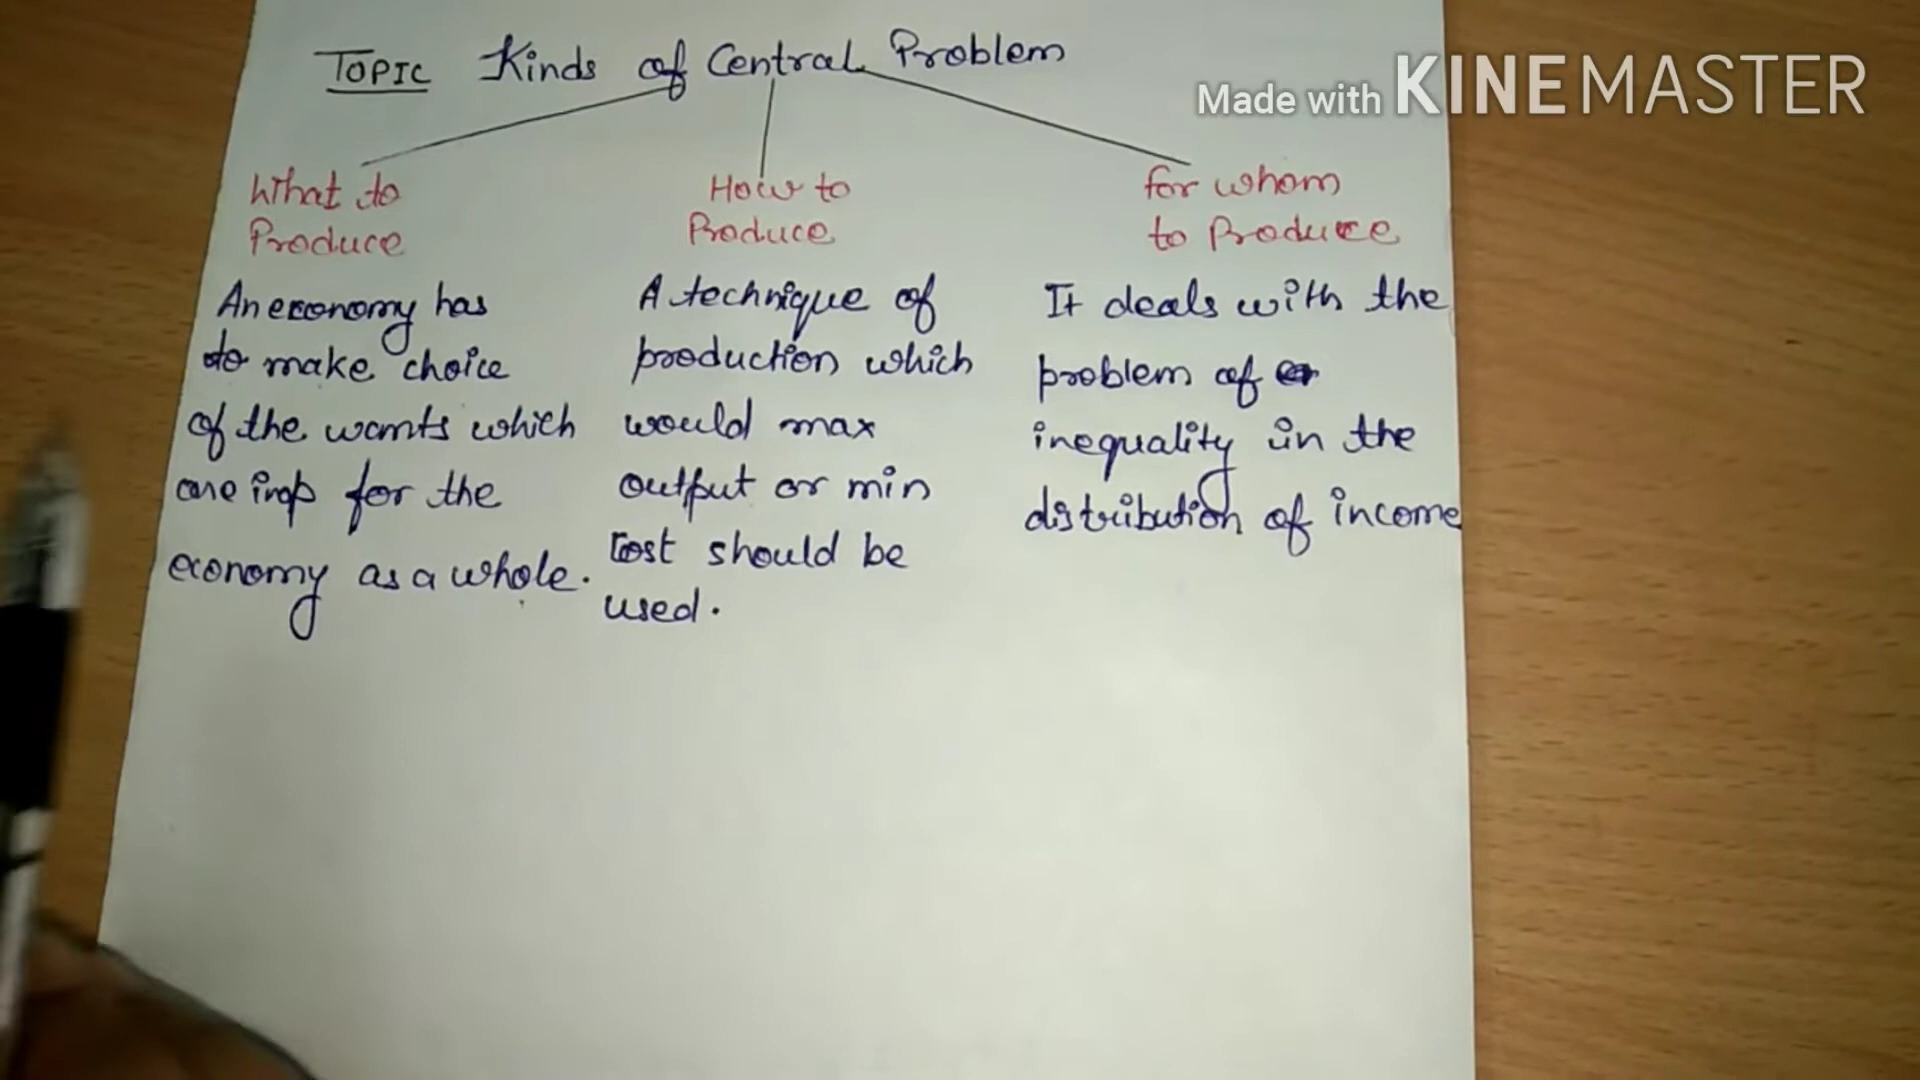 TOPIC Kinds of Central Problem
Made with KINEMASTER
What to
Produce
An economy has
to make choice
of the wants which
are imp for the
economy as a whole.
How to
Produce
A technique of
production which
would max
output or min
cost should be
used.
for whom
to Produce
It deals with the
problem of
inequality in the
distribution of income